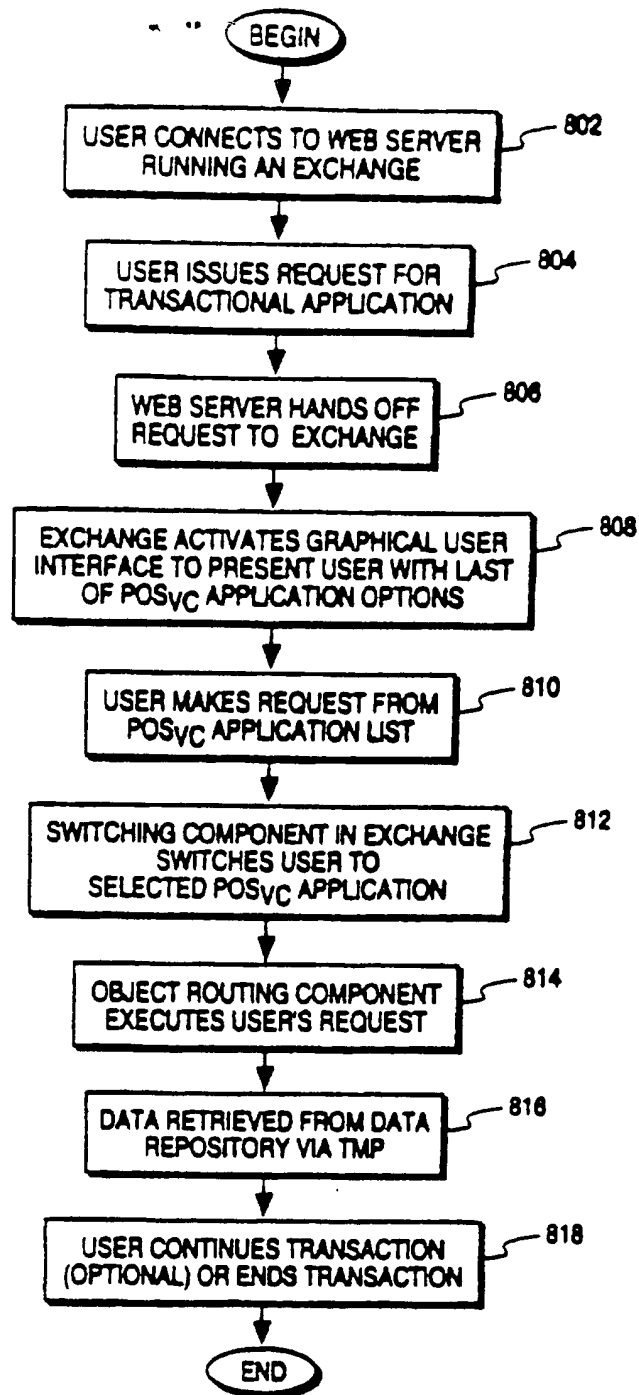 BEGIN
USER CONNECTS TO WEB SERVER
RUNNING AN EXCHANGE
802
USER ISSUES REQUEST FOR
TRANSACTIONAL APPLICATION
804
WEB SERVER HANDS OFF
REQUEST TO EXCHANGE
806
EXCHANGE ACTIVATES GRAPHICAL USER
INTERFACE TO PRESENT USER WITH LAST
OF POSVC APPLICATION OPTIONS
808
USER MAKES REQUEST FROM
POSVC APPLICATION LIST
810
SWITCHING COMPONENT IN EXCHANGE
SWITCHES USER TO
SELECTED POSVC APPLICATION
812
OBJECT ROUTING COMPONENT
EXECUTES USER'S REQUEST
814
DATA RETRIEVED FROM DATA
REPOSITORY VIA TMP
816
USER CONTINUES TRANSACTION
(OPTIONAL) OR ENDS TRANSACTION
818
END